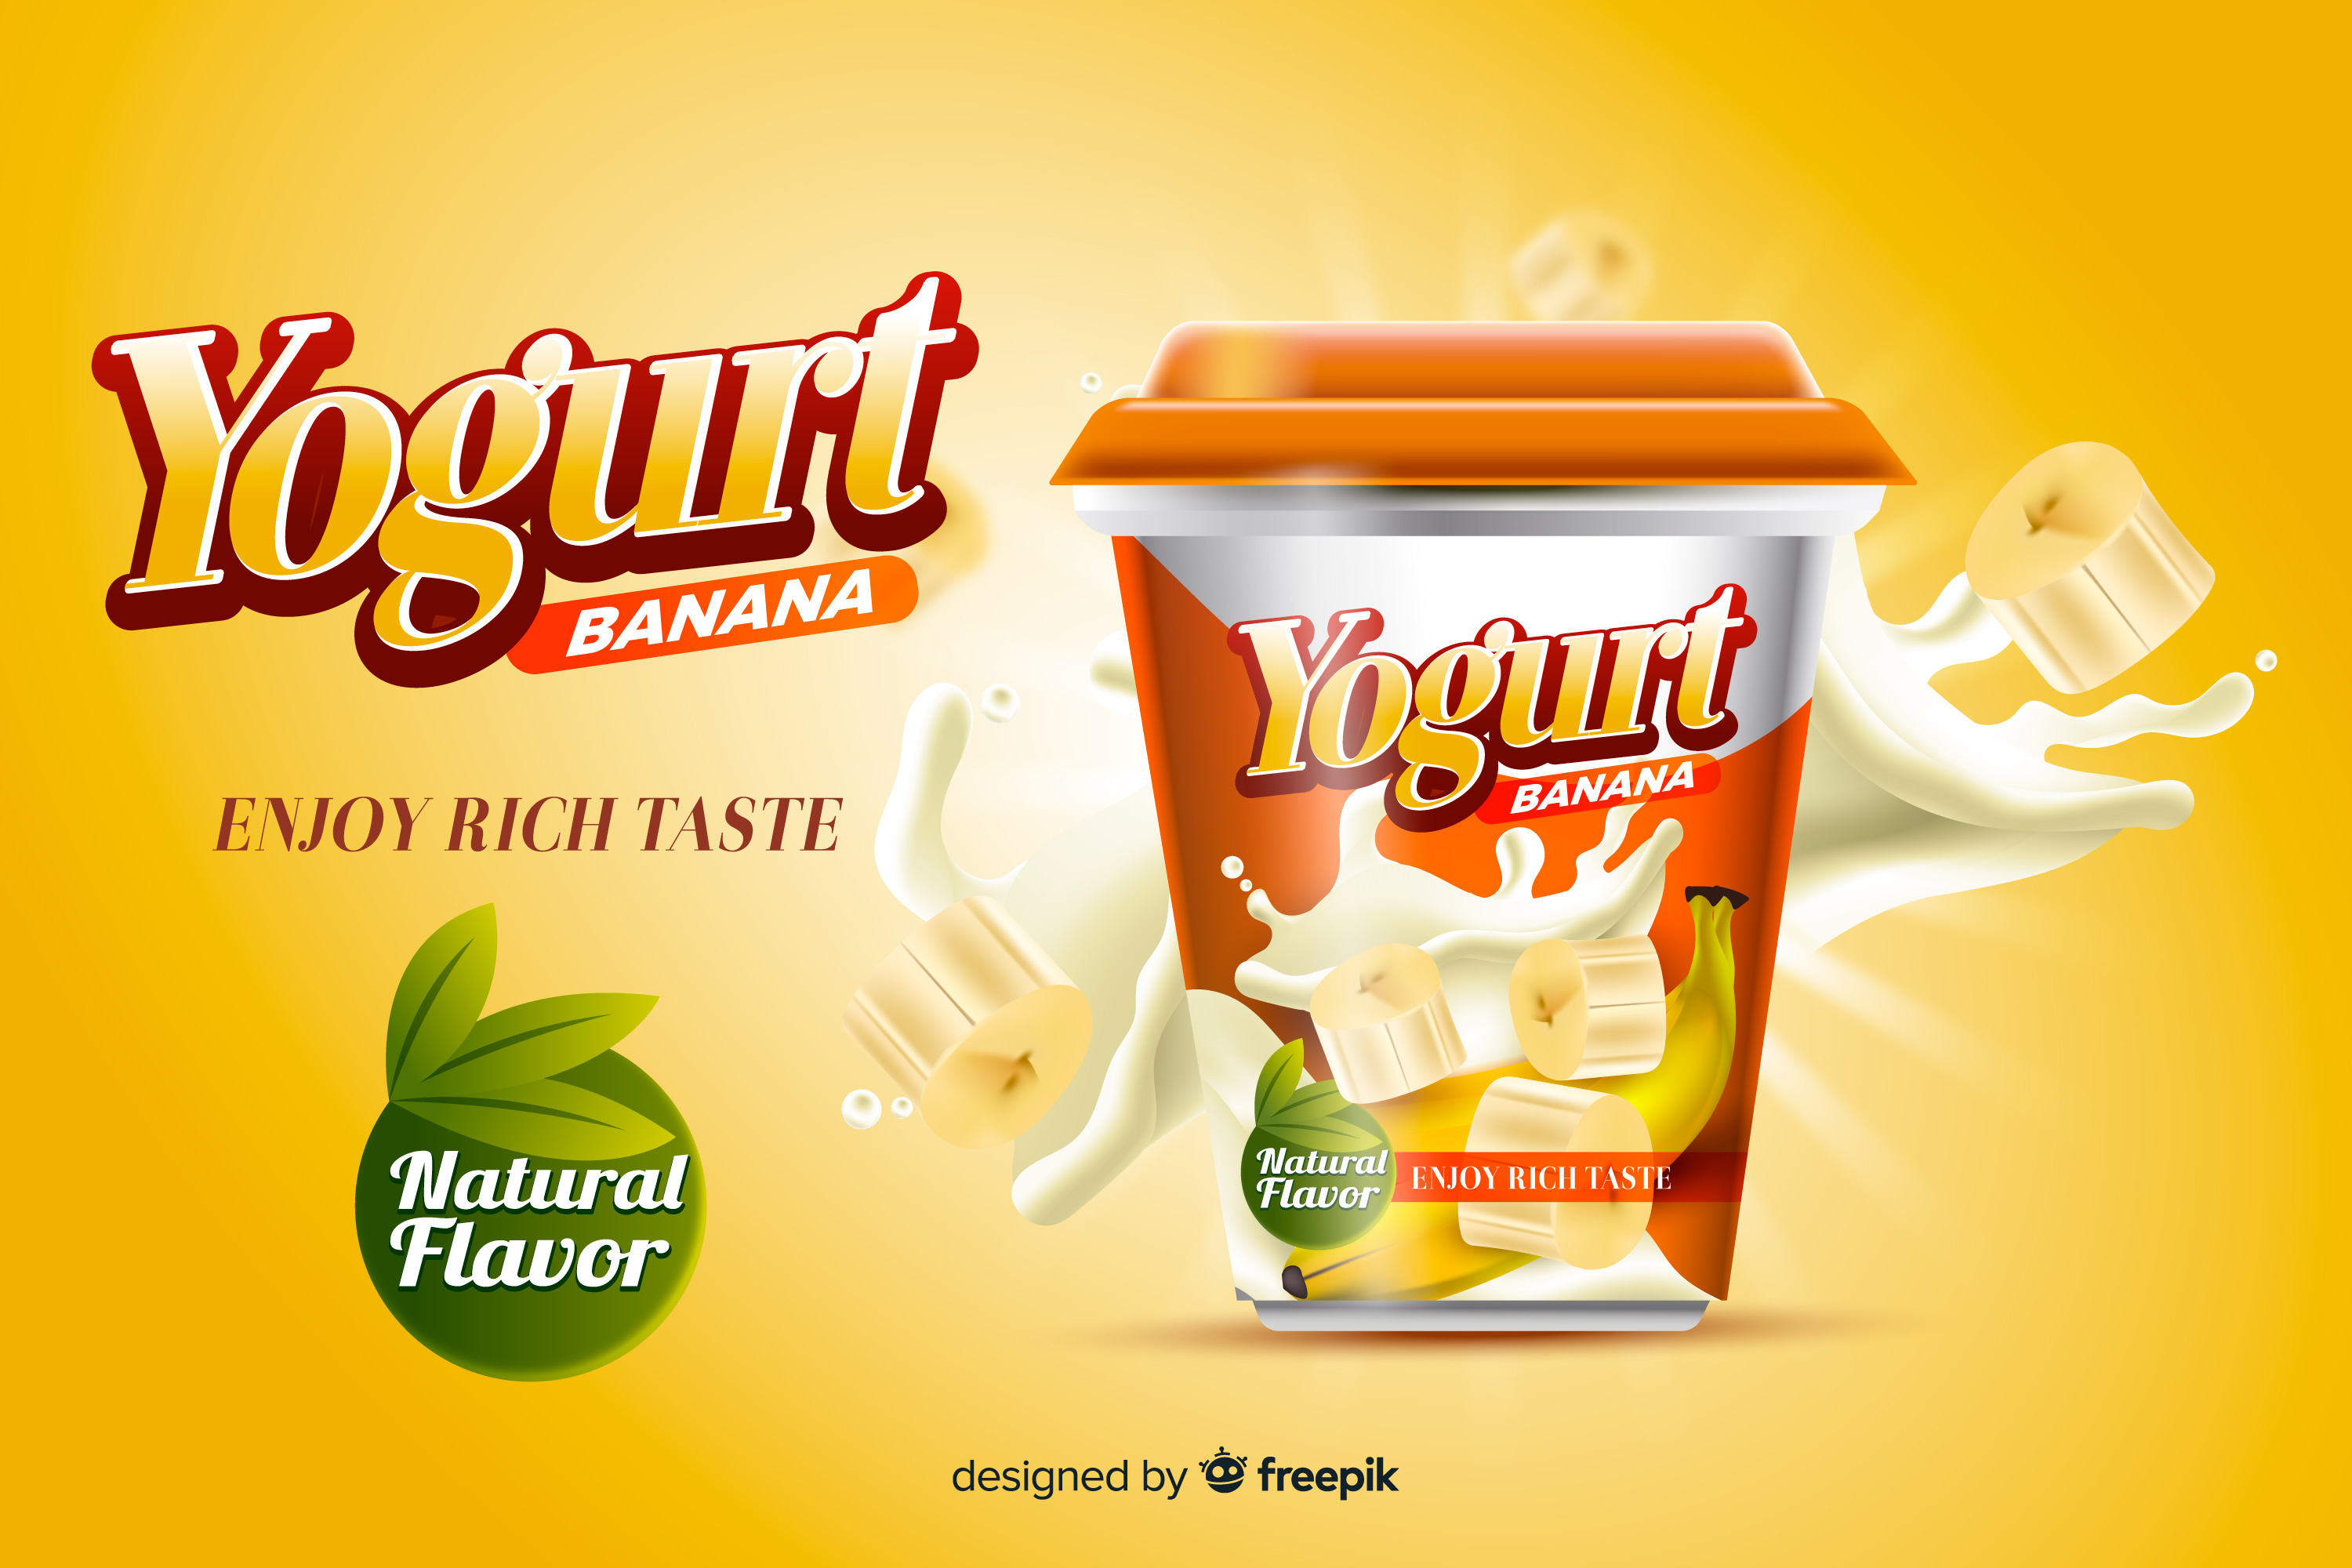 Yogurt
BANANA
ENJOY RICH TASTE
Natural
Flavor
Yogurt
BANANA
Natural
Flavor
ENJOY RICH TASTE
designed by freepik